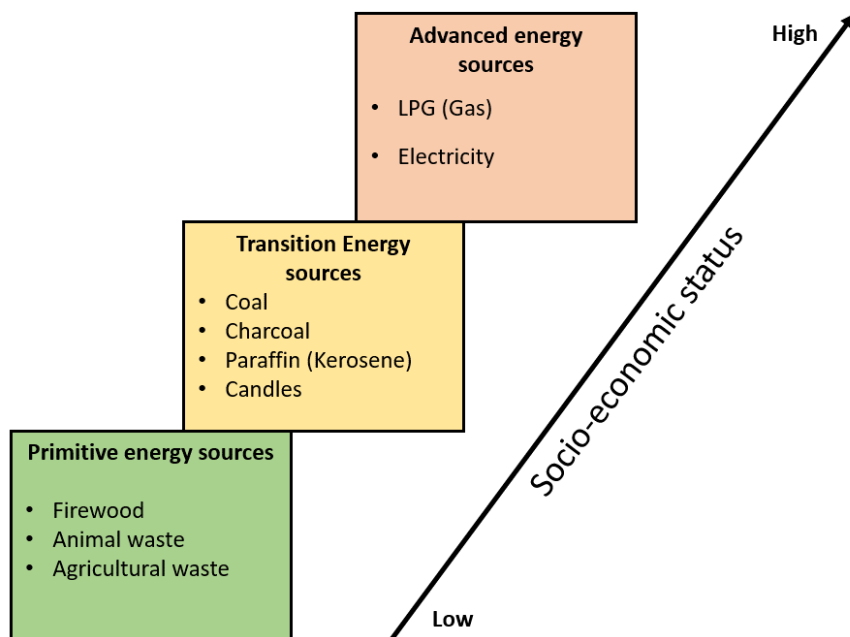 Advanced energy
sources
• LPG (Gas)
• Electricity
High
Transition Energy
sources
• Coal
• Charcoal
• Paraffin (Kerosene)
• Candles
Socio-economic status
Primitive energy sources
• Firewood
• Animal waste
• Agricultural waste
Low